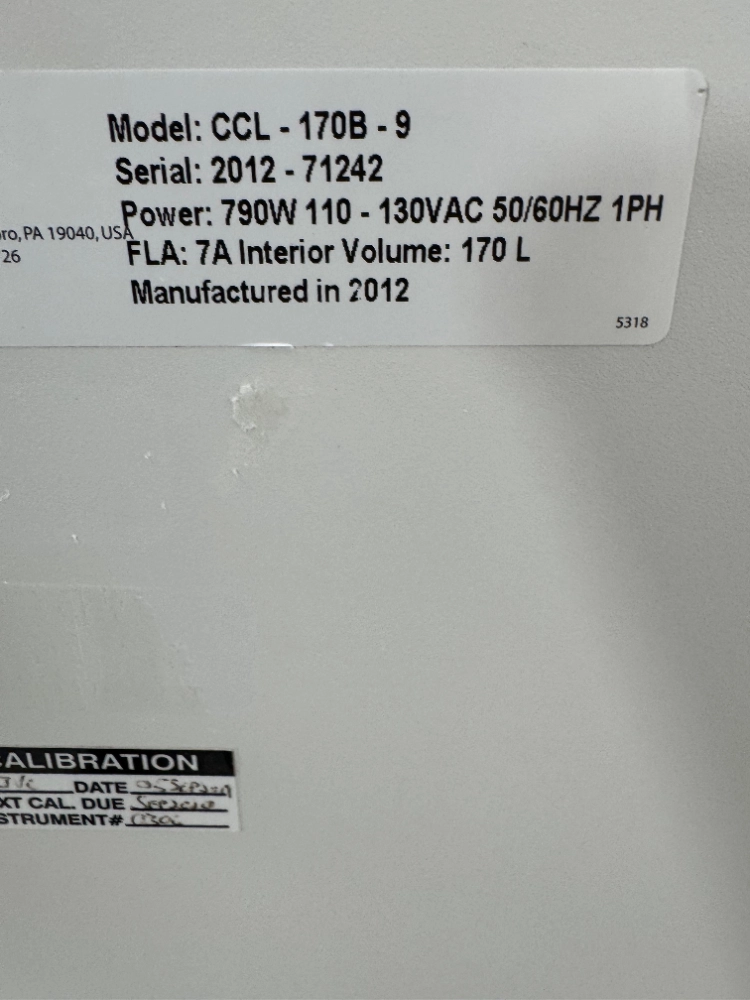 Model: CCL - 170B - 9
Serial: 2012 - 71242
Power: 790W 110 - 130VAC 50/60HZ 1PH
ro, PA 19040, USA
26
FLA: 7A Interior Volume: 170 L
Manufactured in 2012
5318
ALIBRATION
DATE
XT CAL. DUE
STRUMENT#